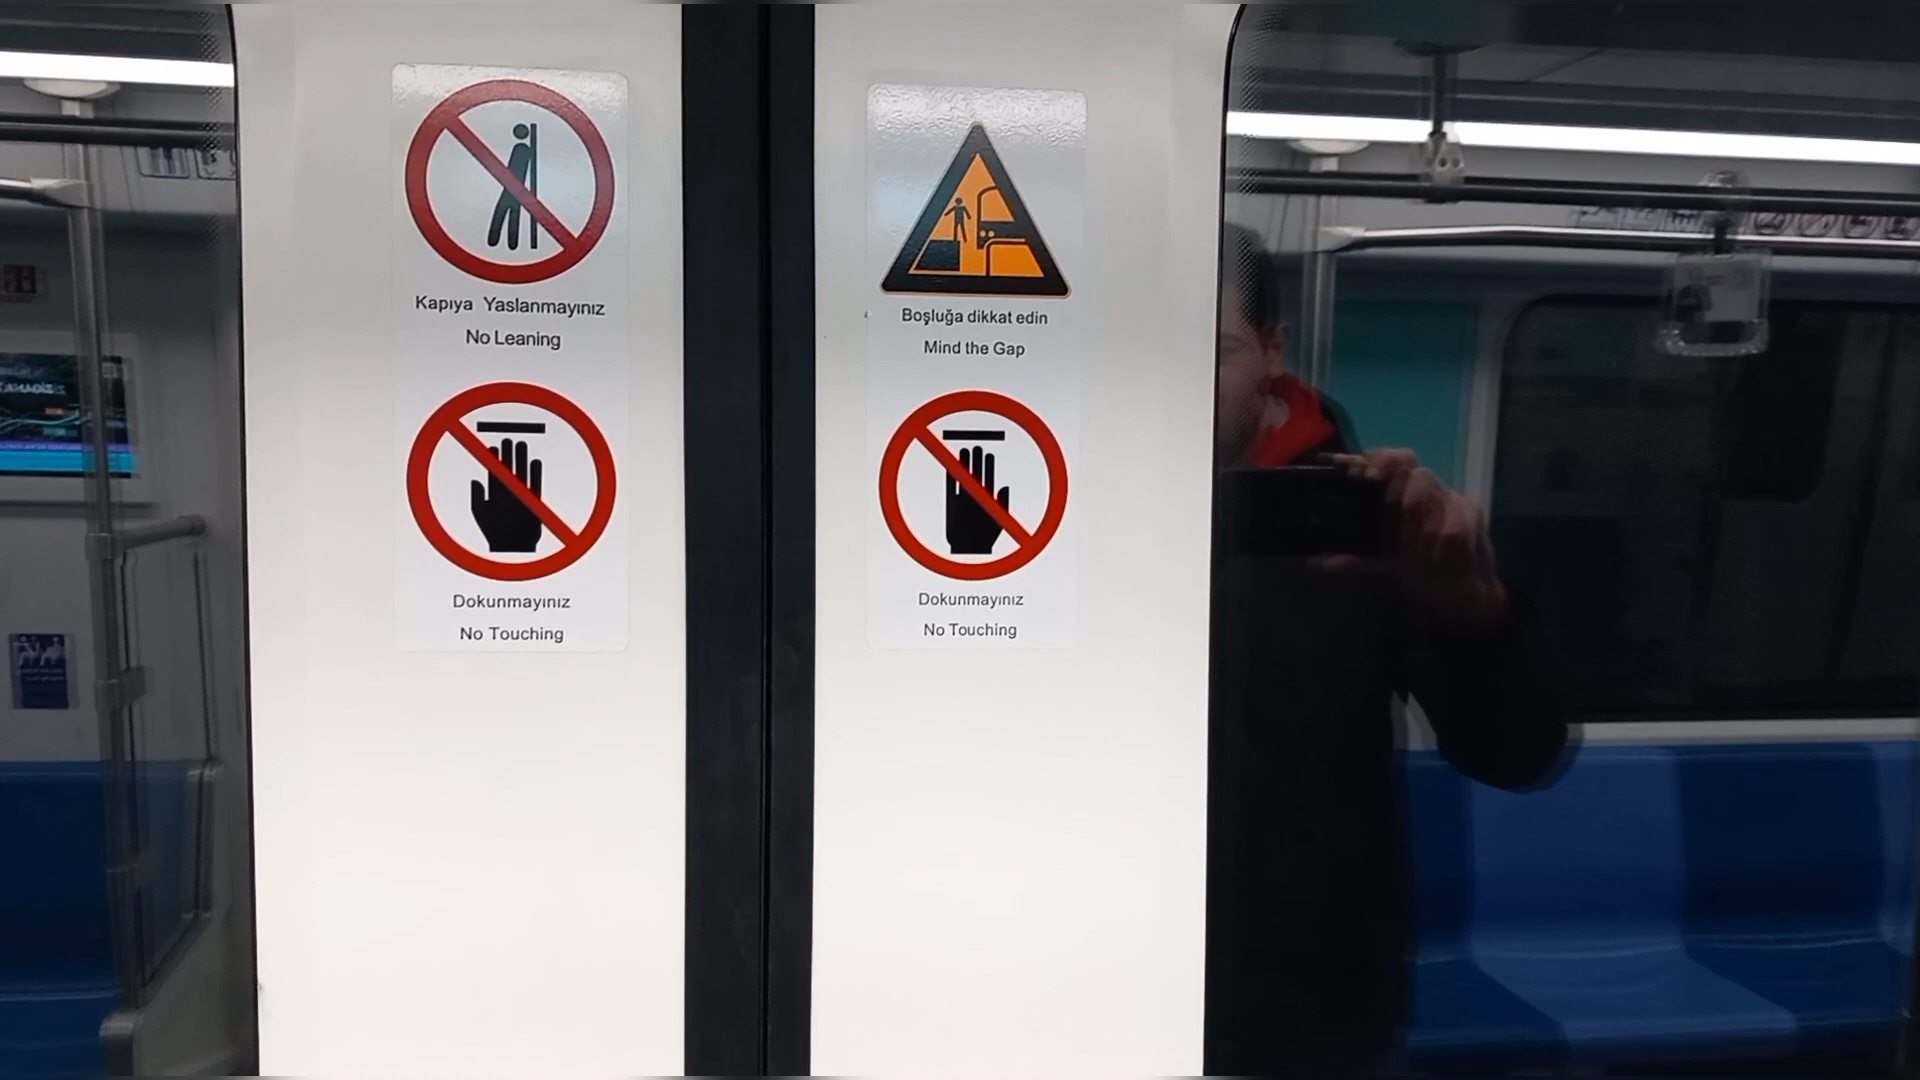 Kapıya Yaslanmayınız
No Leaning
Dokunmayınız
No Touching
Boşluğa dikkat edin
Mind the Gap
Dokunmayınız
No Touching